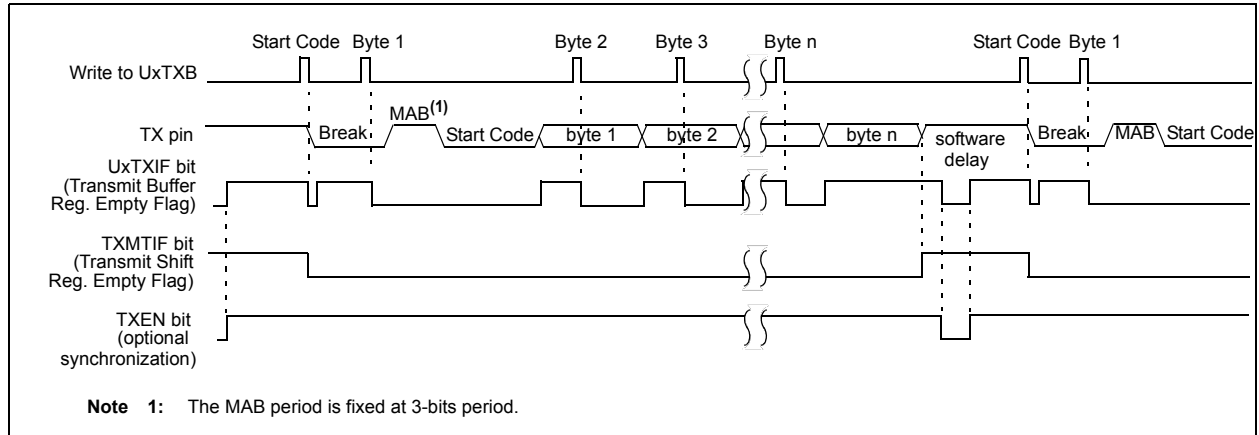 Start Code Byte 1 Byte 2 Byte 3 Byte n Start Code Byte 1
Write to UxTXB
MAB(1)
TX pin Break Start Code byte 1 byte 2 byte n software delay Break MAB Start Code
UxTXIF bit
(Transmit Buffer
Reg. Empty Flag)
TXMTIF bit
(Transmit Shift
Reg. Empty Flag)
TXEN bit
(optional
synchronization)
Note 1: The MAB period is fixed at 3-bits period.